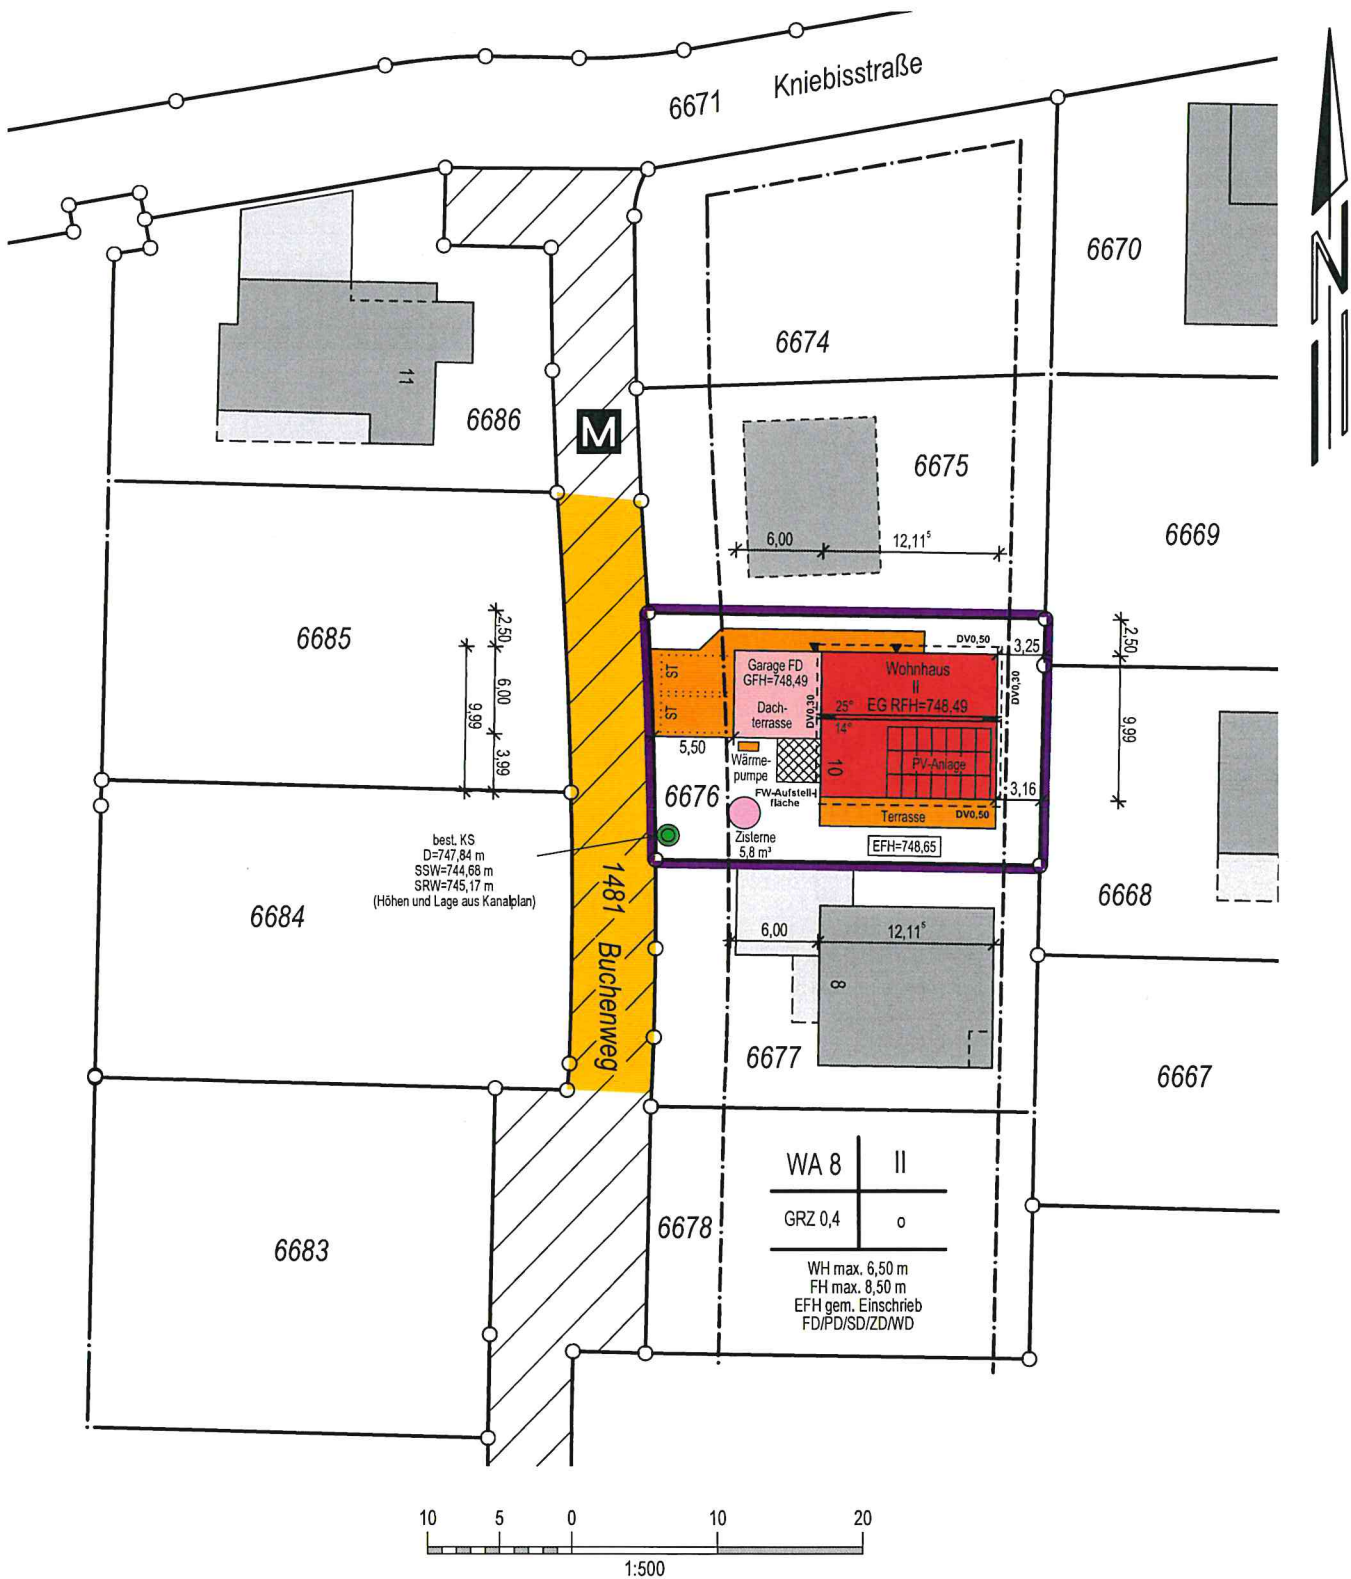 Kniebisstraße
6671
N
6670
6674
11
6686
M
6675
6669
6,00
12,11⁵
6685
2,50
6,00
9,99
3,99
DV0,50
3,25
2,50
ST
ST
Garage FD
GFH=748,49
Dach-
terrasse
DV0,30
Wohnhaus
II
EG RFH=748,49
25°
14°
DV0,30
9,99
5,50
Wärme-
pumpe
10
PV-Anlage
6676
FW-Aufstell-
fläche
3,16
Terrasse
DV0,50
Zisterne
5,8 m³
EFH=748,65
best. KS
D=747,84 m
SSW=744,68 m
SRW=745,17 m
(Höhen und Lage aus Kanalplan)
6684
1481 Buchenweg
6668
6,00
12,11⁵
8
6677
6667
WA 8
II
GRZ 0,4
o
6678
6683
WH max. 6,50 m
FH max. 8,50 m
EFH gem. Einschrieb
FD/PD/SD/ZD/WD
10 5 0 10 20
1:500